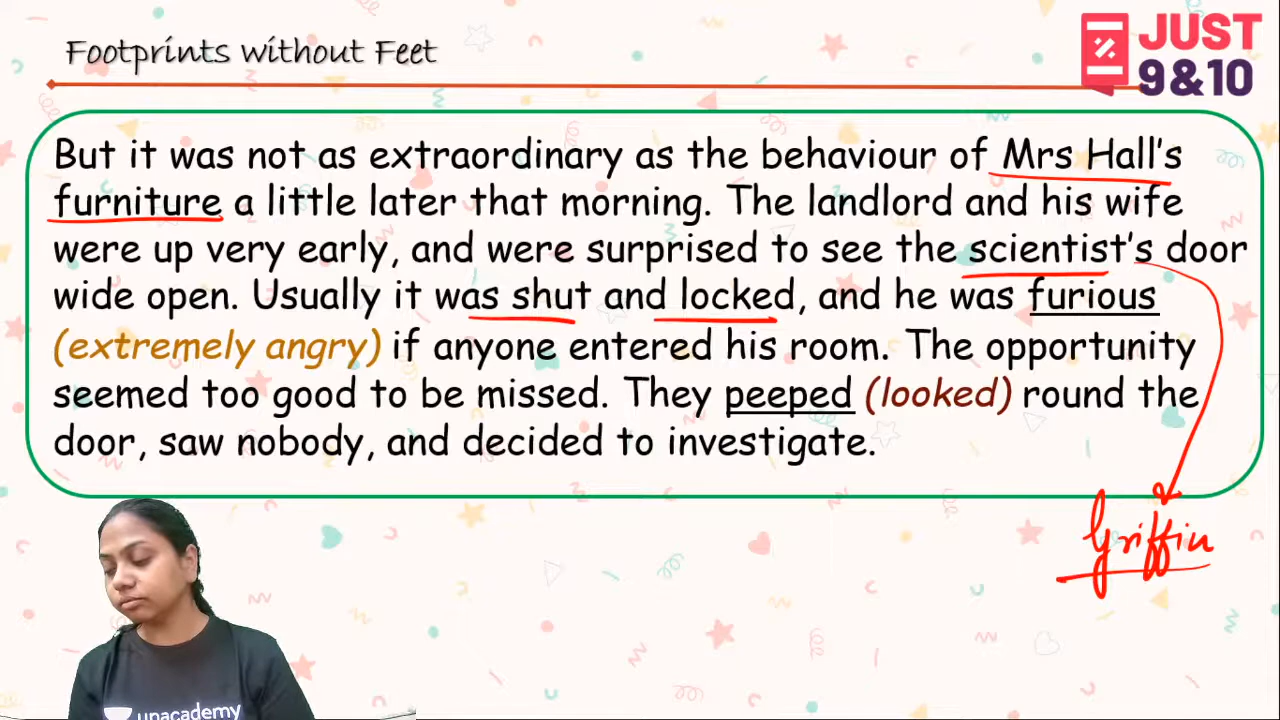 Footprints without Feet
JUST
9&10
But it was not as extraordinary as the behaviour of Mrs Hall's
furniture a little later that morning. The landlord and his wife
were up very early, and were surprised to see the scientist's door
wide open. Usually it was shut and locked, and he was furious
(extremely angry) if anyone entered his room. The opportunity
seemed too good to be missed. They peeped (looked) round the
door, saw nobody, and decided to investigate.
Griffin
unacademy